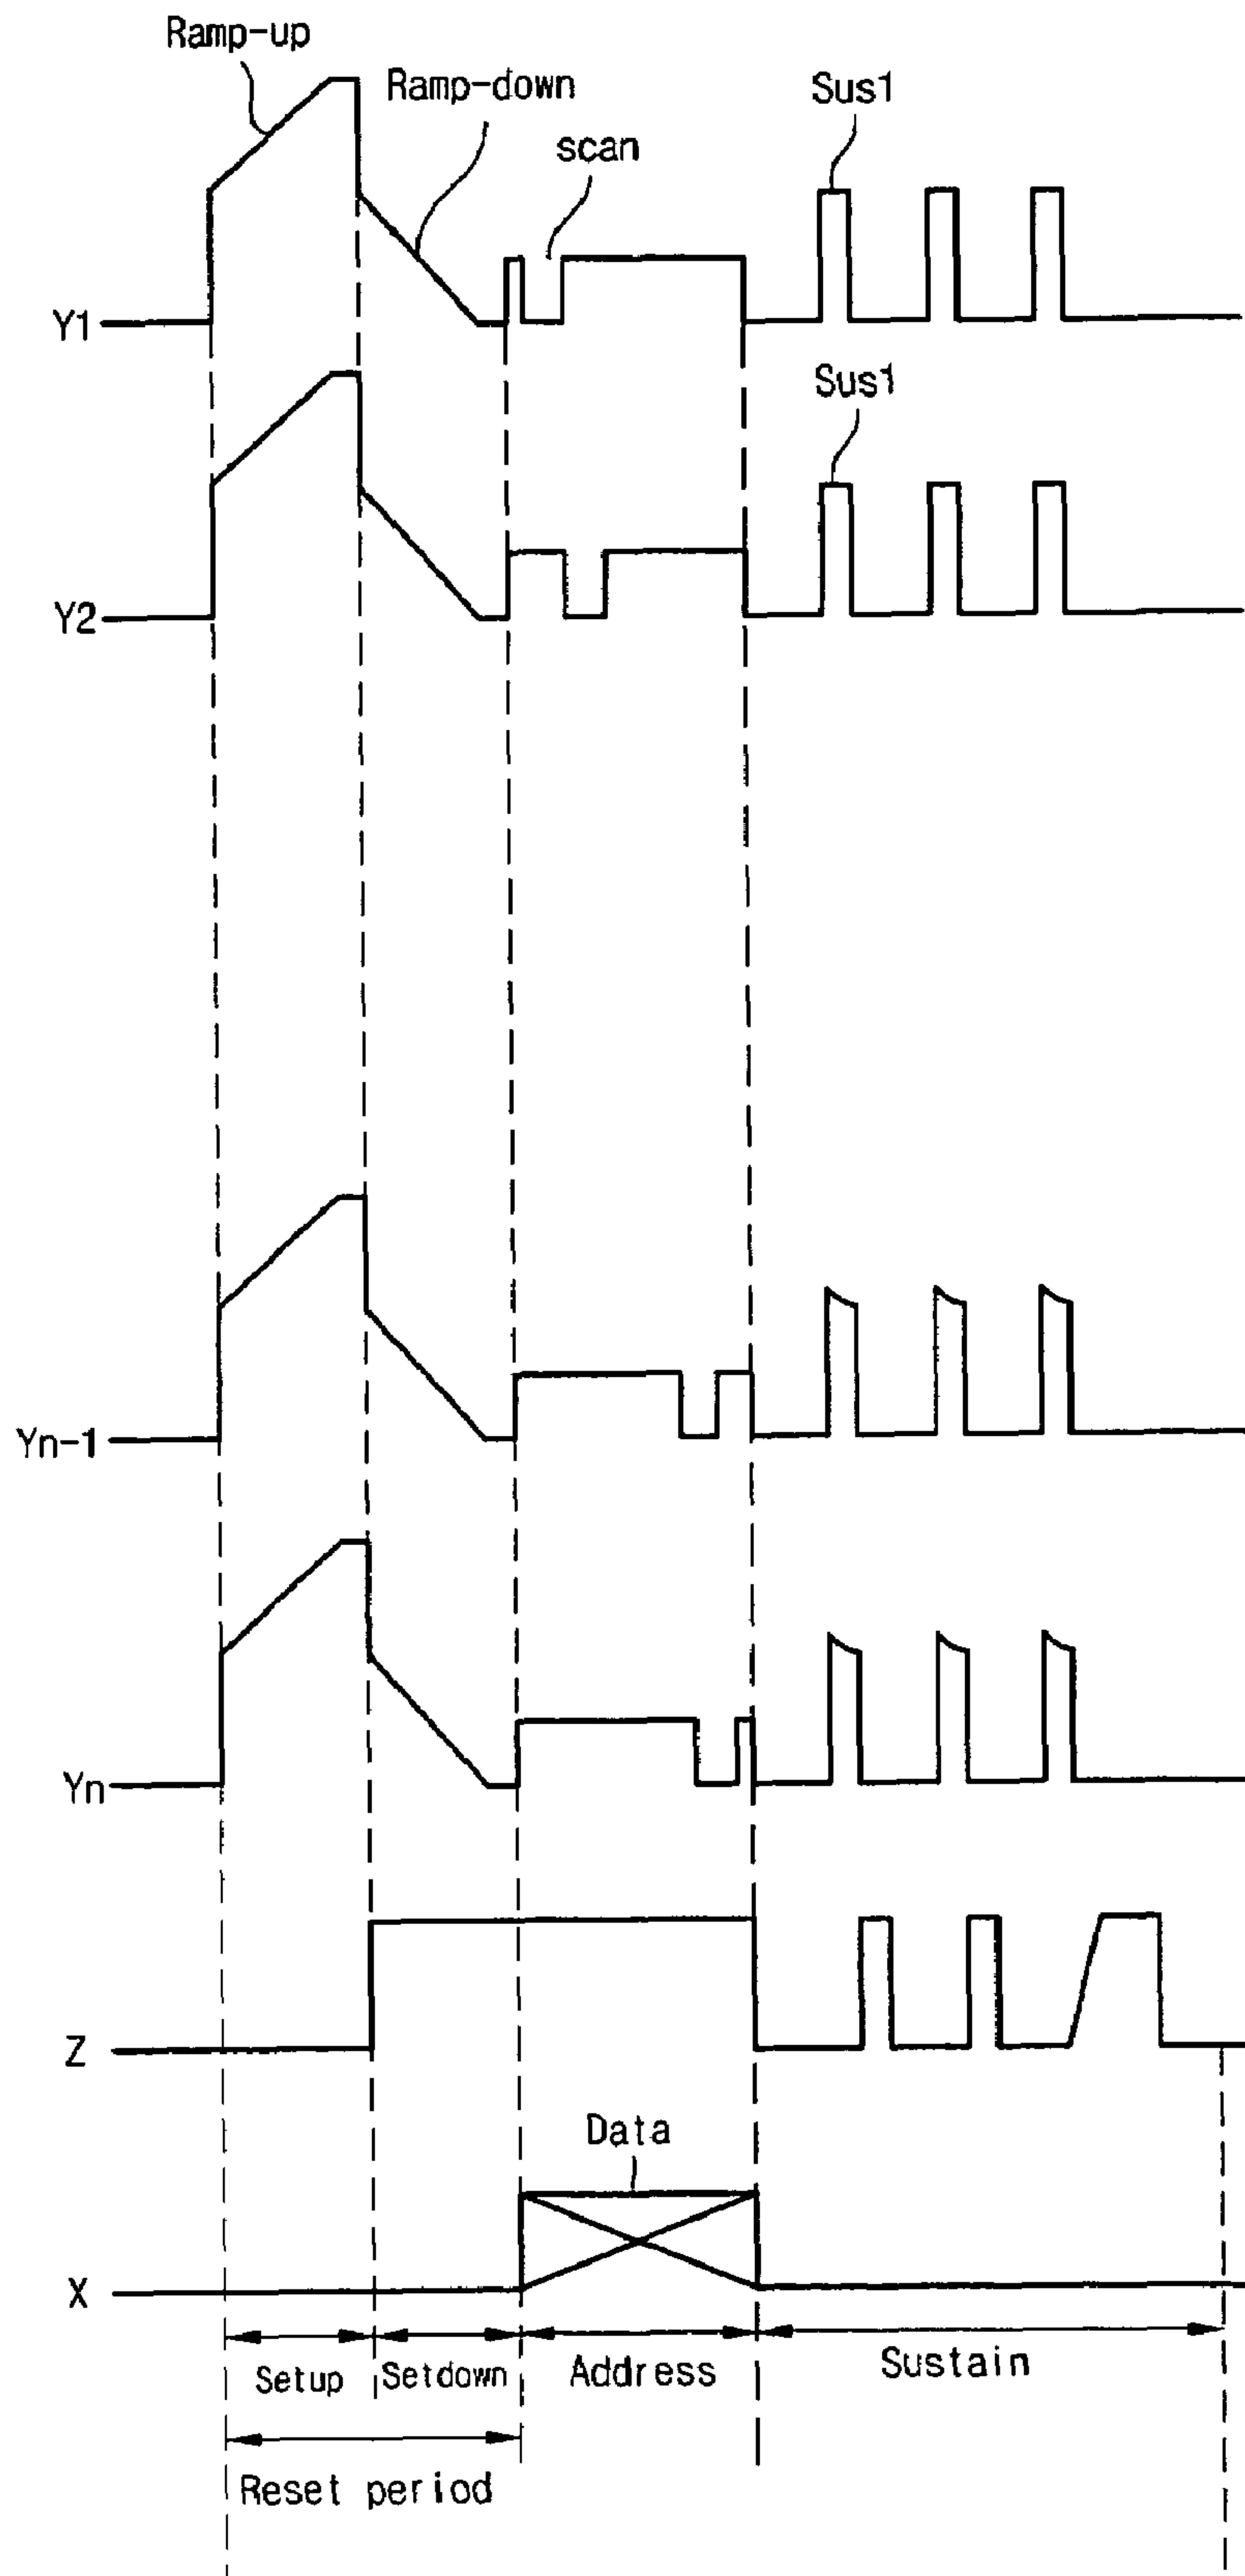 Ramp-up
Ramp-down
scan
Sus1
Y1
Sus1
Y2
Yn-1
Yn
Z
Data
X
Setup
Setdown
Address
Sustain
Reset period